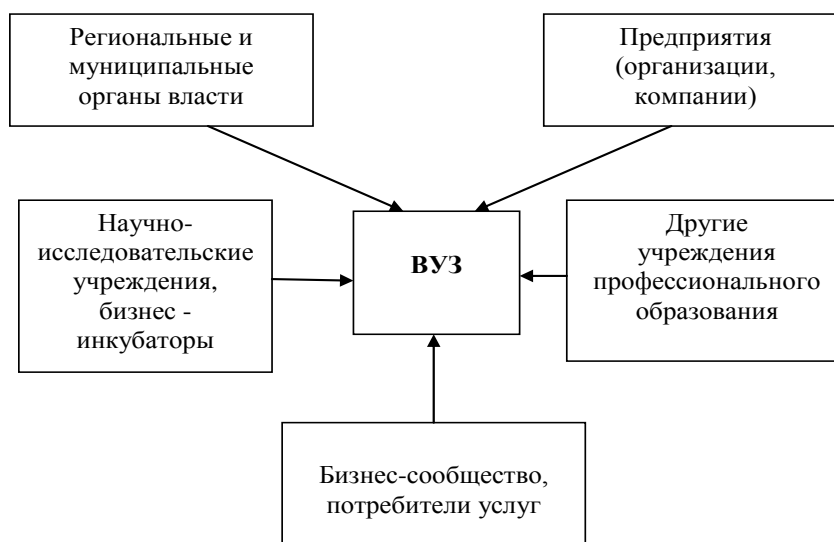 Региональные и
муниципальные
органы власти
Предприятия
(организации,
компании)
Научно-
исследовательские
учреждения,
бизнес -
инкубаторы
ВУЗ
Другие
учреждения
профессионального
образования
Бизнес-сообщество,
потребители услуг